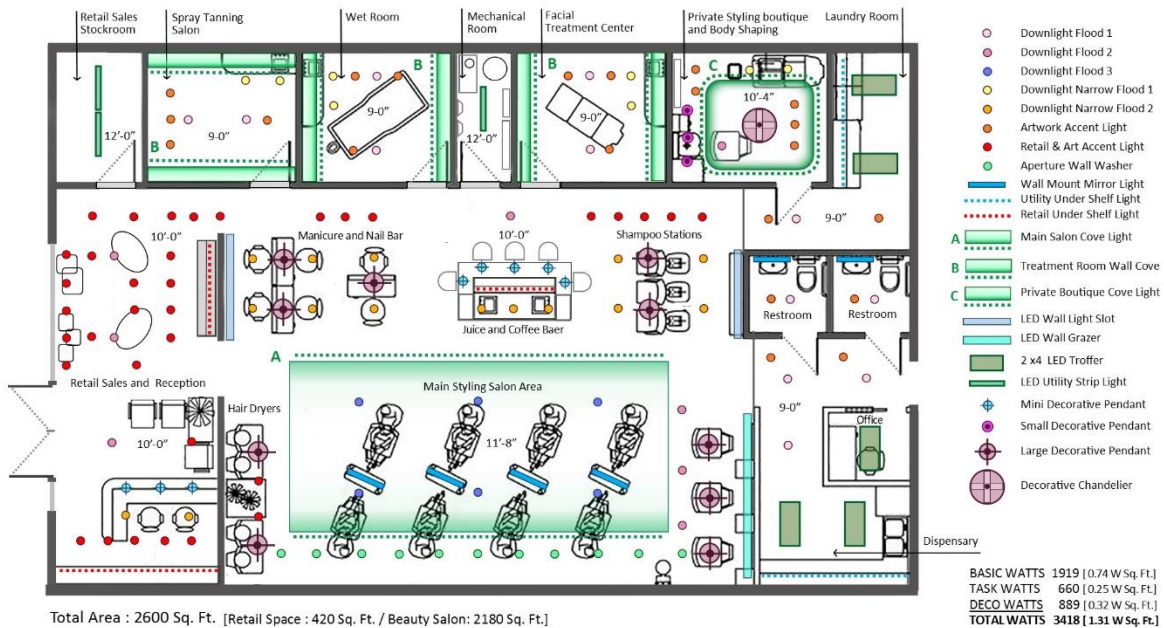 Retail Sales
Stockroom
Spray Tanning
Salon
Wet Room
Mechanical
Room
Facial
Treatment Center
Private Styling boutique
and Body Shaping
Laundry Room
12'-0"
B
9-0"
B
B
9-0"
12'-0"
B
9-0"
C
10'-4"
9-0"
10'-0"
Manicure and Nail Bar
10'-0"
Shampoo Stations
Juice and Coffee Baer
Restroom
Restroom
A
Main Styling Salon Area
11'-8"
Retail Sales and Reception
10'-0"
Hair Dryers
9-0"
Office
Dispensary
Downlight Flood 1
Downlight Flood 2
Downlight Flood 3
Downlight Narrow Flood 1
Downlight Narrow Flood 2
Artwork Accent Light
Retail & Art Accent Light
Aperture Wall Washer
Wall Mount Mirror Light
Utility Under Shelf Light
Retail Under Shelf Light
A Main Salon Cove Light
B Treatment Room Wall Cove
C Private Boutique Cove Light
LED Wall Light Slot
LED Wall Grazer
2 x4 LED Troffer
LED Utility Strip Light
Mini Decorative Pendant
Small Decorative Pendant
Large Decorative Pendant
Decorative Chandelier
BASIC WATTS 1919 [ 0.74 W Sq. Ft.]
TASK WATTS 660 [ 0.25 W Sq. Ft.]
DECO WATTS 889 [ 0.32 W Sq. Ft.]
TOTAL WATTS 3418 [ 1.31 W Sq. Ft.]
Total Area : 2600 Sq. Ft. [Retail Space : 420 Sq. Ft. / Beauty Salon: 2180 Sq. Ft.]